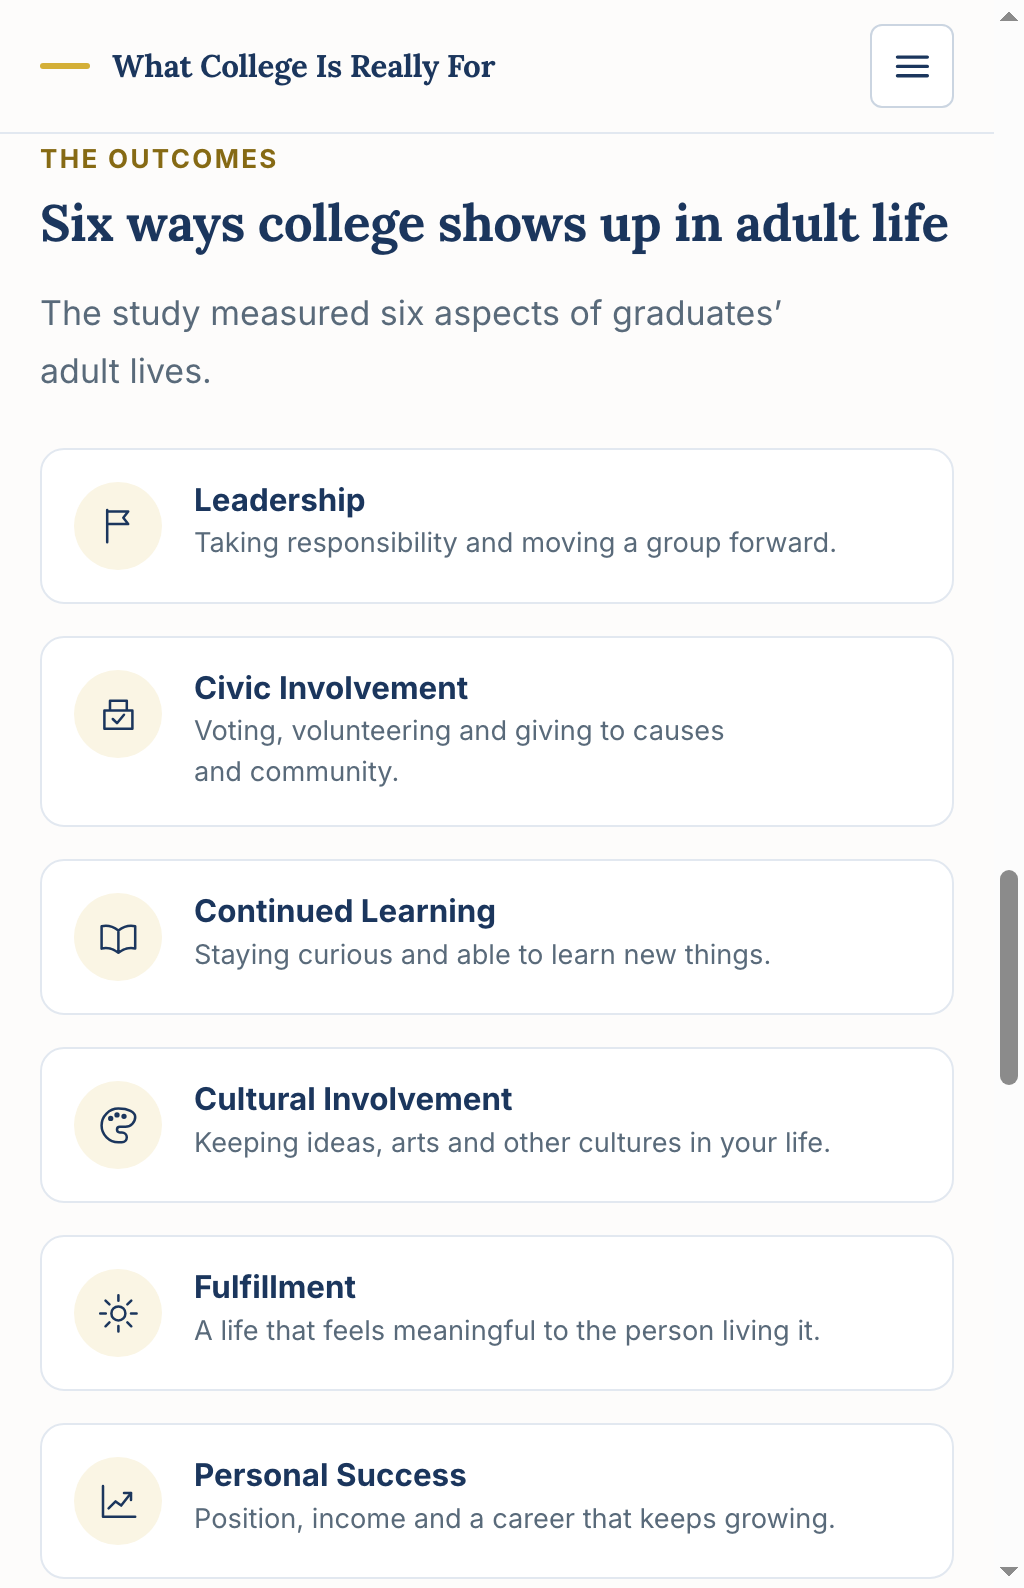 What College Is Really For
THE OUTCOMES
Six ways college shows up in adult life
The study measured six aspects of graduates’
adult lives.
Leadership
Taking responsibility and moving a group forward.
Civic Involvement
Voting, volunteering and giving to causes
and community.
Continued Learning
Staying curious and able to learn new things.
Cultural Involvement
Keeping ideas, arts and other cultures in your life.
Fulfillment
A life that feels meaningful to the person living it.
Personal Success
Position, income and a career that keeps growing.